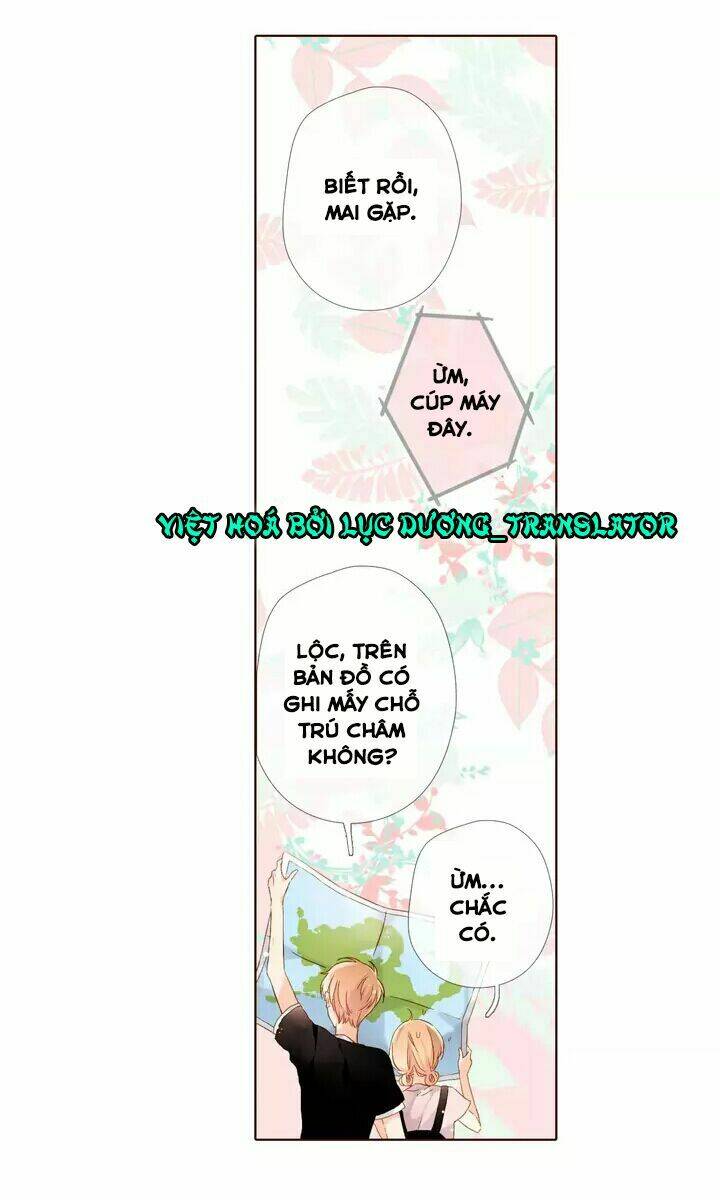 BIẾT RỒI,
MAI GẶP.
ỪM,
CÚP MÁY
ĐÂY.
VIỆT HOÁ BỞI LỤC DƯƠNG_TRANSLATOR
LỘC, TRÊN
BẢN ĐỒ CÓ
GHI MẤY CHỖ
TRÚ CHÂM
KHÔNG?
ỪM...
CHẮC
CÓ.